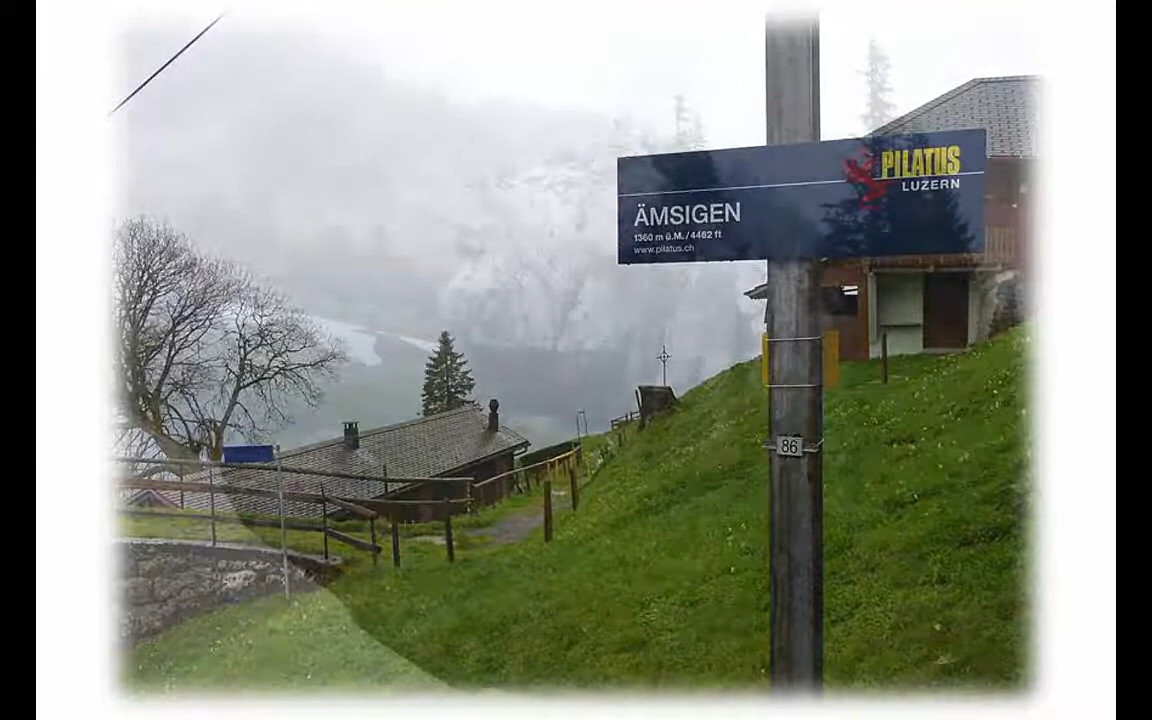 PILATUS
LUZERN
ÄMSIGEN
1360 m ü.M. / 4462 ft
www.pilatus.ch
86